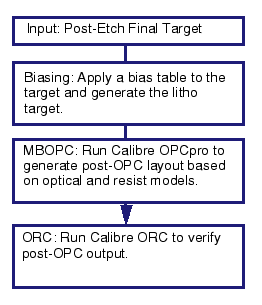 Input: Post-Etch Final Target
Biasing: Apply a bias table to the
target and generate the litho
target.
MBOPC: Run Calibre OPCpro to
generate post-OPC layout based
on optical and resist models.
ORC: Run Calibre ORC to verify
post-OPC output.